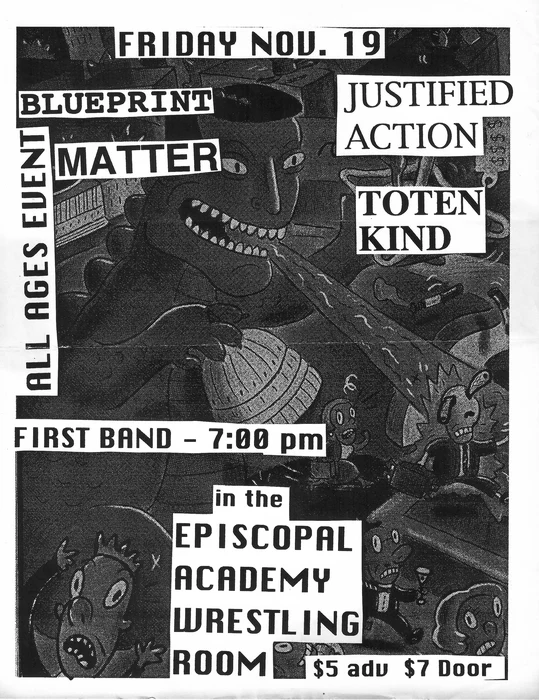 FRIDAY NOV. 19
BLUEPRINT
MATTER
JUSTIFIED
ACTION
TOTEN
KIND
ALL AGES EVENT
FIRST BAND - 7:00 pm
in the
EPISCOPAL
ACADEMY
WRESTLING
ROOM
$5 adv $7 Door